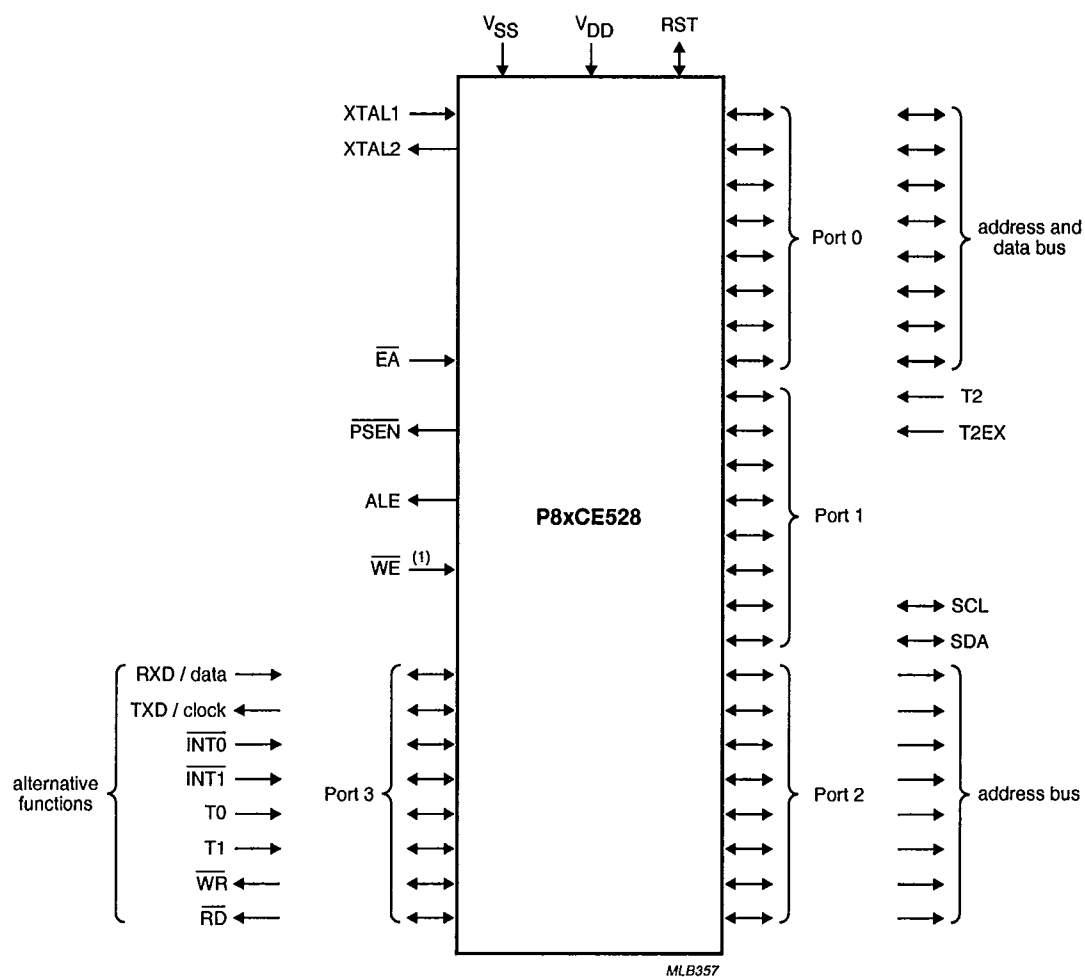 VSS VDD RST
XTAL1
XTAL2
Port 0
address and
data bus
EA
T2
PSEN
T2EX
ALE
P8xCE528
Port 1
WE (1)
SCL
SDA
RXD / data
TXD / clock
INT0
INT1
alternative
functions
Port 3
Port 2
address bus
T0
T1
WR
RD
MLB357